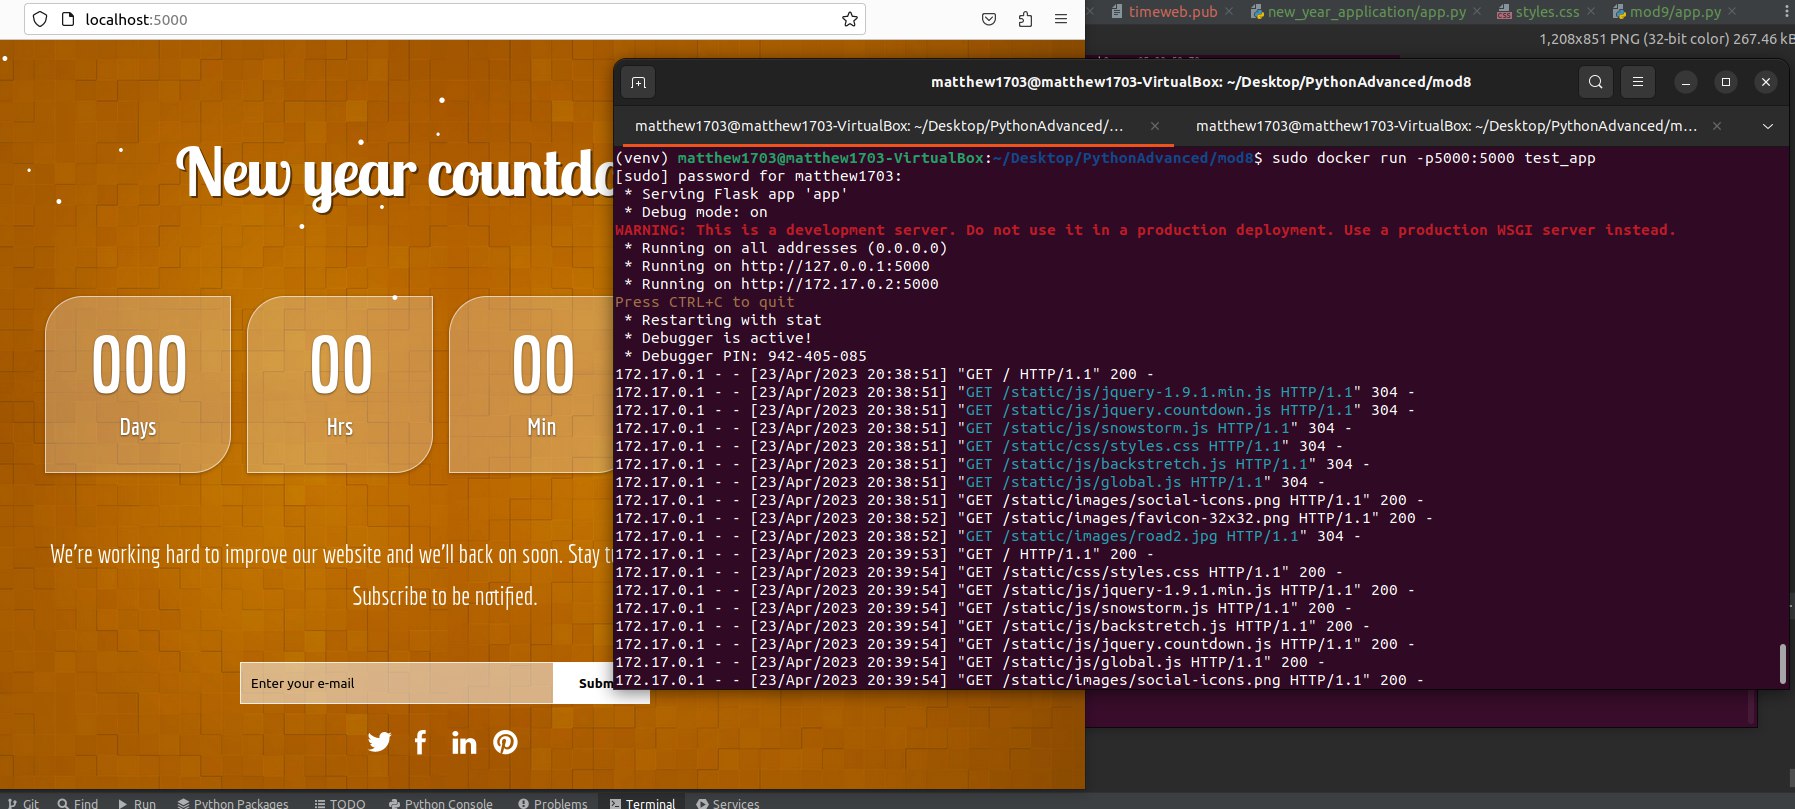 localhost:5000
timeweb.pub
new_year_application/app.py
styles.css
mod9/app.py
1,208x851 PNG (32-bit color) 267.46 kB
New year countdo
000
Days
00
Hrs
00
Min
We're working hard to improve our website and we'll back on soon. Stay t
Subscribe to be notified.
Enter your e-mail
Subm
matthew1703@matthew1703-VirtualBox: ~/Desktop/PythonAdvanced/mod8
matthew1703@matthew1703-VirtualBox: ~/Desktop/PythonAdvanced/...
matthew1703@matthew1703-VirtualBox: ~/Desktop/PythonAdvanced/m...
(venv) matthew1703@matthew1703-VirtualBox:~/Desktop/PythonAdvanced/mod8$ sudo docker run -p5000:5000 test_app
[sudo] password for matthew1703:
 * Serving Flask app 'app'
 * Debug mode: on
WARNING: This is a development server. Do not use it in a production deployment. Use a production WSGI server instead.
 * Running on all addresses (0.0.0.0)
 * Running on http://127.0.0.1:5000
 * Running on http://172.17.0.2:5000
Press CTRL+C to quit
 * Restarting with stat
 * Debugger is active!
 * Debugger PIN: 942-405-085
172.17.0.1 - - [23/Apr/2023 20:38:51] "GET / HTTP/1.1" 200 -
172.17.0.1 - - [23/Apr/2023 20:38:51] "GET /static/js/jquery-1.9.1.min.js HTTP/1.1" 304 -
172.17.0.1 - - [23/Apr/2023 20:38:51] "GET /static/js/jquery.countdown.js HTTP/1.1" 304 -
172.17.0.1 - - [23/Apr/2023 20:38:51] "GET /static/js/snowstorm.js HTTP/1.1" 304 -
172.17.0.1 - - [23/Apr/2023 20:38:51] "GET /static/css/styles.css HTTP/1.1" 304 -
172.17.0.1 - - [23/Apr/2023 20:38:51] "GET /static/js/backstretch.js HTTP/1.1" 304 -
172.17.0.1 - - [23/Apr/2023 20:38:51] "GET /static/js/global.js HTTP/1.1" 304 -
172.17.0.1 - - [23/Apr/2023 20:38:51] "GET /static/images/social-icons.png HTTP/1.1" 200 -
172.17.0.1 - - [23/Apr/2023 20:38:52] "GET /static/images/favicon-32x32.png HTTP/1.1" 200 -
172.17.0.1 - - [23/Apr/2023 20:38:52] "GET /static/images/road2.jpg HTTP/1.1" 304 -
172.17.0.1 - - [23/Apr/2023 20:39:53] "GET / HTTP/1.1" 200 -
172.17.0.1 - - [23/Apr/2023 20:39:54] "GET /static/css/styles.css HTTP/1.1" 200 -
172.17.0.1 - - [23/Apr/2023 20:39:54] "GET /static/js/jquery-1.9.1.min.js HTTP/1.1" 200 -
172.17.0.1 - - [23/Apr/2023 20:39:54] "GET /static/js/snowstorm.js HTTP/1.1" 200 -
172.17.0.1 - - [23/Apr/2023 20:39:54] "GET /static/js/backstretch.js HTTP/1.1" 200 -
172.17.0.1 - - [23/Apr/2023 20:39:54] "GET /static/js/jquery.countdown.js HTTP/1.1" 200 -
172.17.0.1 - - [23/Apr/2023 20:39:54] "GET /static/js/global.js HTTP/1.1" 200 -
172.17.0.1 - - [23/Apr/2023 20:39:54] "GET /static/images/social-icons.png HTTP/1.1" 200 -
Git Find Run Python Packages TODO Python Console Problems Terminal Services